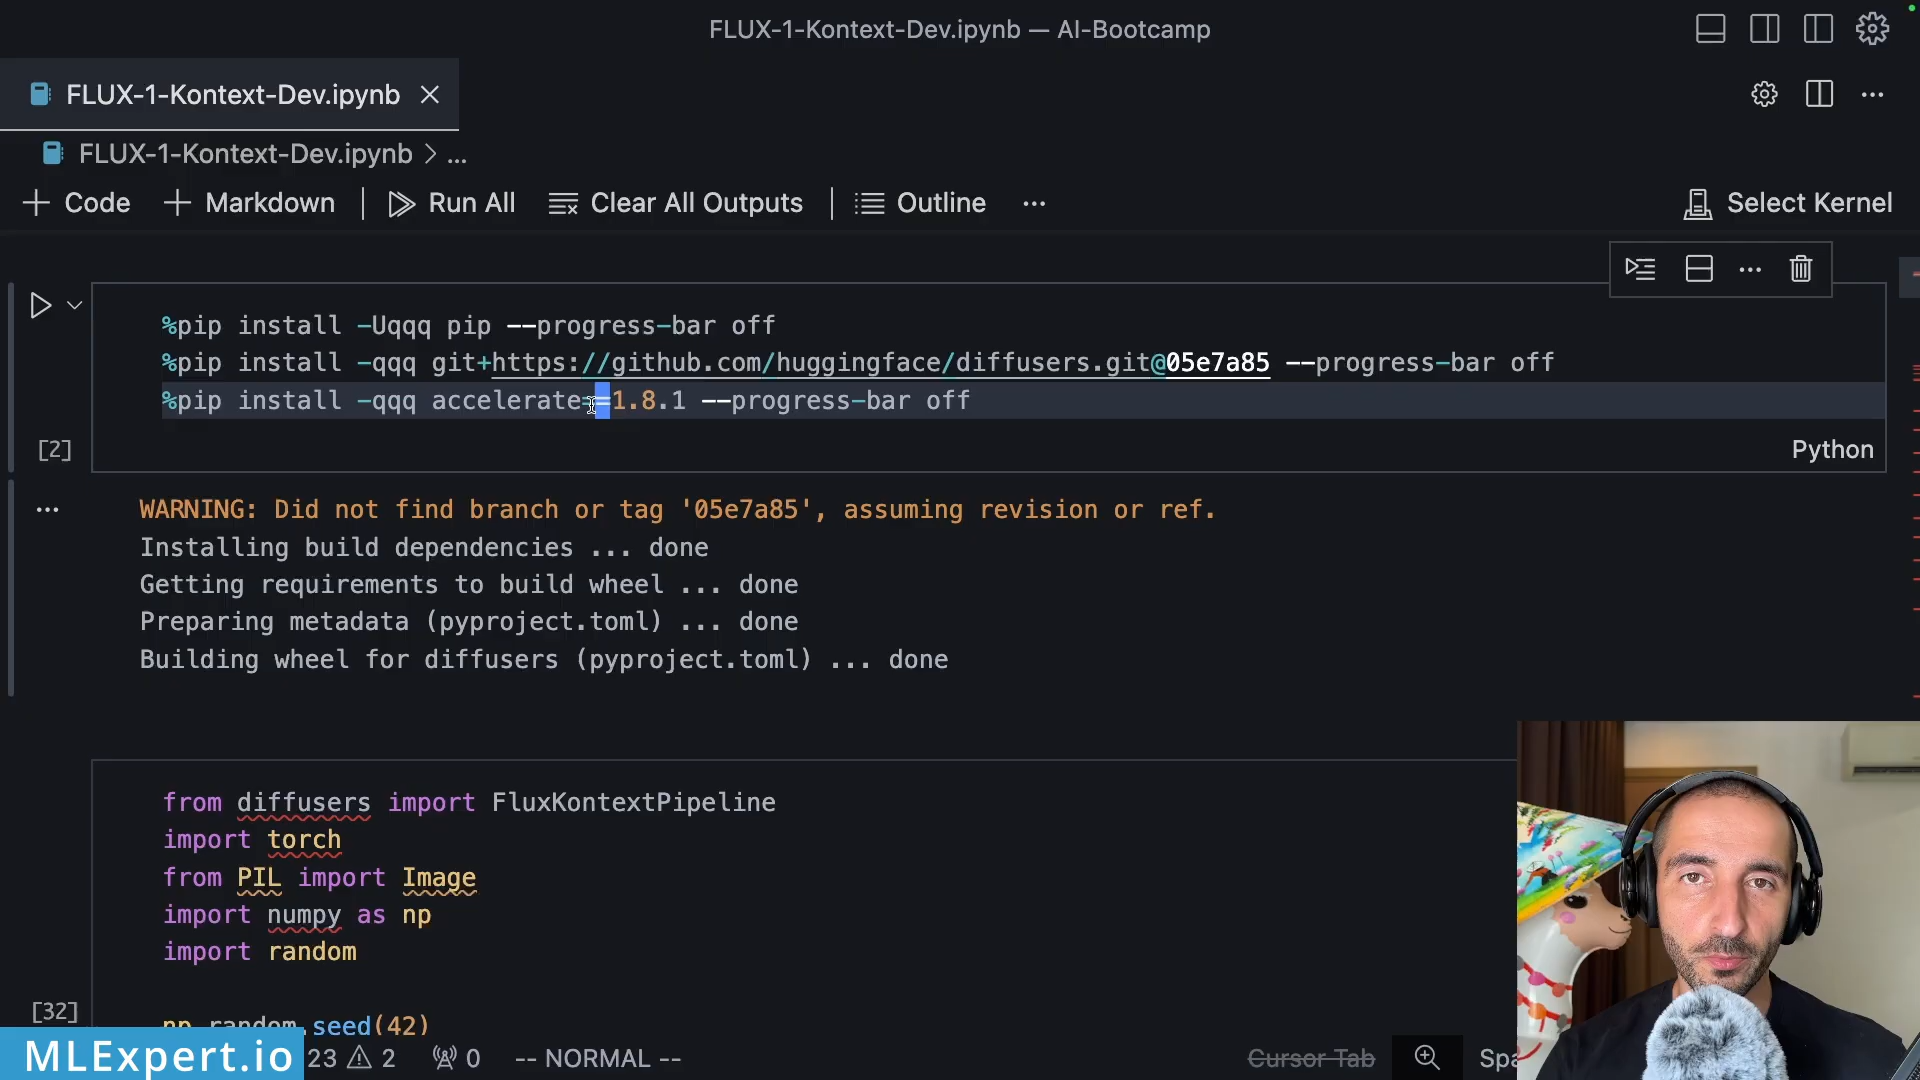 FLUX-1-Kontext-Dev.ipynb — AI-Bootcamp
FLUX-1-Kontext-Dev.ipynb
FLUX-1-Kontext-Dev.ipynb > ...
Code Markdown Run All Clear All Outputs Outline ... Select Kernel
%pip install -Uqqq pip --progress-bar off
%pip install -qqq git+https://github.com/huggingface/diffusers.git@05e7a85 --progress-bar off
%pip install -qqq accelerate==1.8.1 --progress-bar off
[2]
Python
WARNING: Did not find branch or tag '05e7a85', assuming revision or ref.
Installing build dependencies ... done
Getting requirements to build wheel ... done
Preparing metadata (pyproject.toml) ... done
Building wheel for diffusers (pyproject.toml) ... done
from diffusers import FluxKontextPipeline
import torch
from PIL import Image
import numpy as np
import random
[32]
np.random.seed(42)
MLExpert.io
23 2 0 -- NORMAL -- Cursor Tab